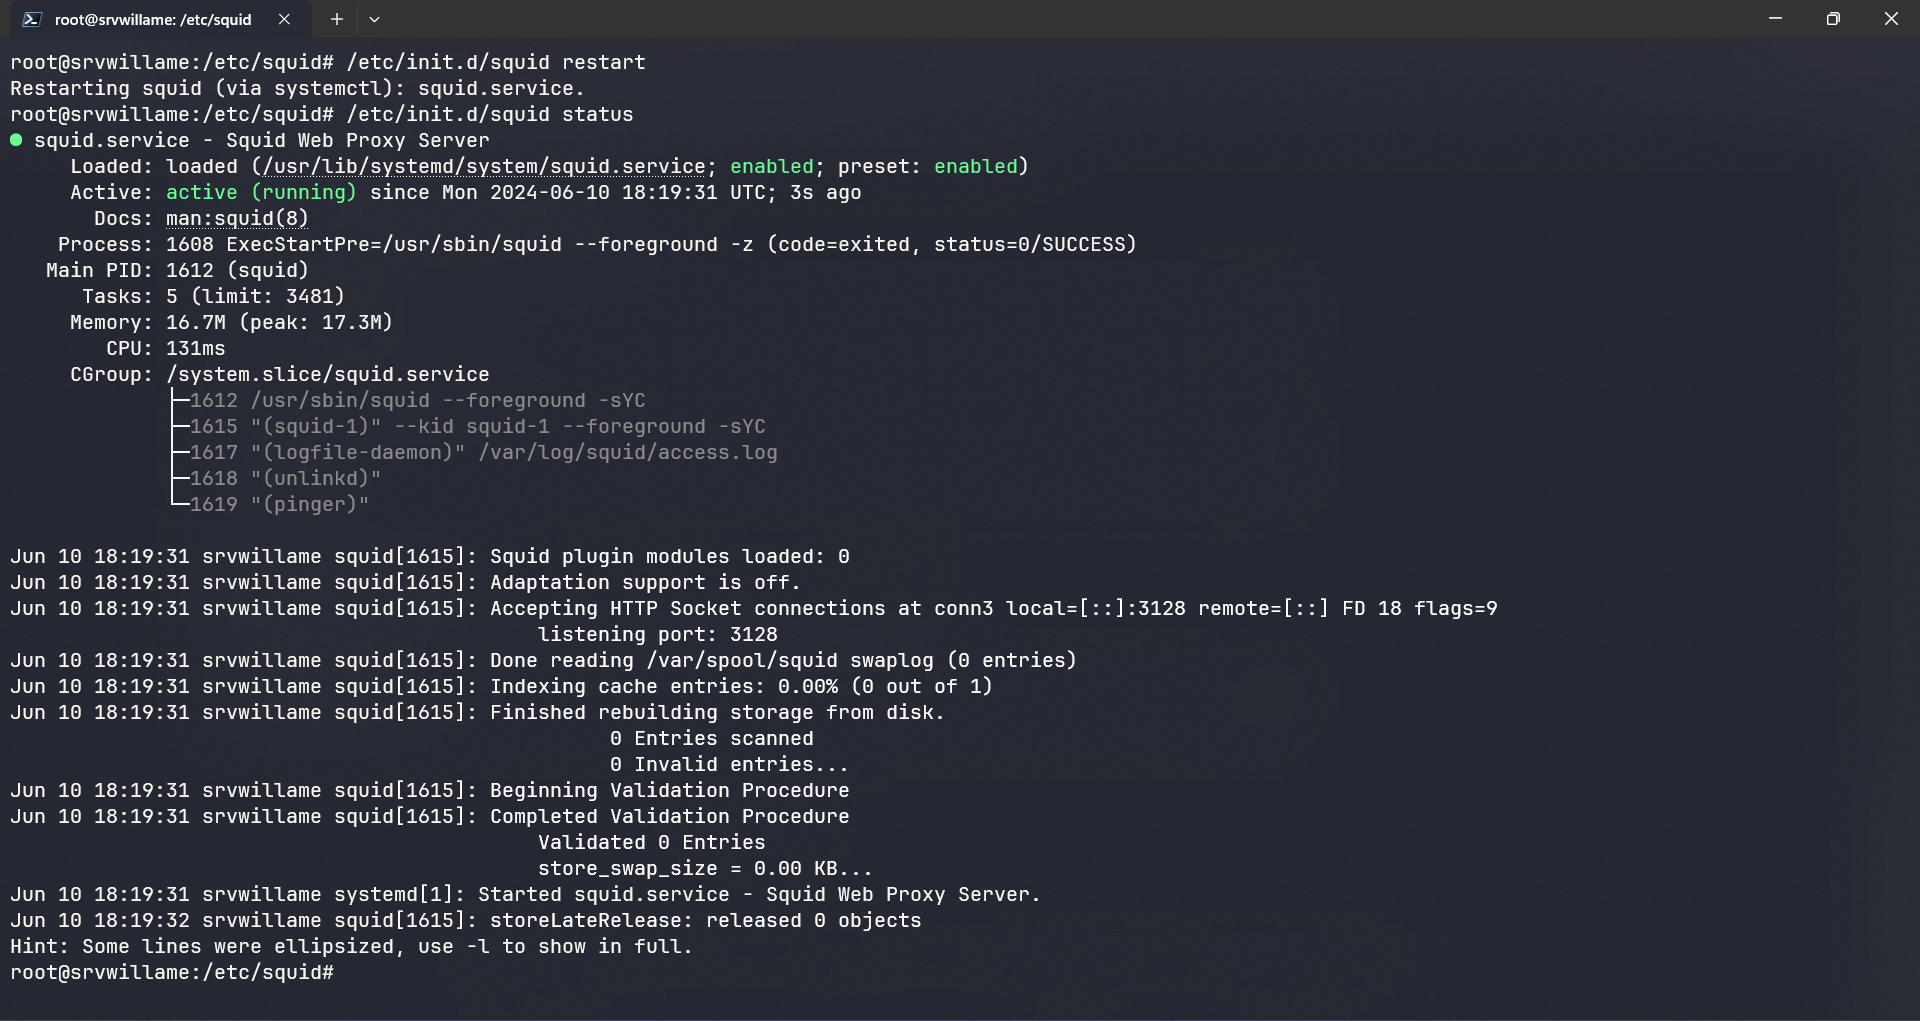 root@srvwillame: /etc/squid
root@srvwillame:/etc/squid# /etc/init.d/squid restart
Restarting squid (via systemctl): squid.service.
root@srvwillame:/etc/squid# /etc/init.d/squid status
● squid.service - Squid Web Proxy Server
     Loaded: loaded (/usr/lib/systemd/system/squid.service; enabled; preset: enabled)
     Active: active (running) since Mon 2024-06-10 18:19:31 UTC; 3s ago
       Docs: man:squid(8)
    Process: 1608 ExecStartPre=/usr/sbin/squid --foreground -z (code=exited, status=0/SUCCESS)
   Main PID: 1612 (squid)
      Tasks: 5 (limit: 3481)
     Memory: 16.7M (peak: 17.3M)
        CPU: 131ms
     CGroup: /system.slice/squid.service
             ├─1612 /usr/sbin/squid --foreground -sYC
             ├─1615 "(squid-1)" --kid squid-1 --foreground -sYC
             ├─1617 "(logfile-daemon)" /var/log/squid/access.log
             ├─1618 "(unlinkd)"
             └─1619 "(pinger)"
Jun 10 18:19:31 srvwillame squid[1615]: Squid plugin modules loaded: 0
Jun 10 18:19:31 srvwillame squid[1615]: Adaptation support is off.
Jun 10 18:19:31 srvwillame squid[1615]: Accepting HTTP Socket connections at conn3 local=[::]:3128 remote=[::] FD 18 flags=9
                                            listening port: 3128
Jun 10 18:19:31 srvwillame squid[1615]: Done reading /var/spool/squid swaplog (0 entries)
Jun 10 18:19:31 srvwillame squid[1615]: Indexing cache entries: 0.00% (0 out of 1)
Jun 10 18:19:31 srvwillame squid[1615]: Finished rebuilding storage from disk.
                                                  0 Entries scanned
                                                  0 Invalid entries...
Jun 10 18:19:31 srvwillame squid[1615]: Beginning Validation Procedure
Jun 10 18:19:31 srvwillame squid[1615]: Completed Validation Procedure
                                            Validated 0 Entries
                                            store_swap_size = 0.00 KB...
Jun 10 18:19:31 srvwillame systemd[1]: Started squid.service - Squid Web Proxy Server.
Jun 10 18:19:32 srvwillame squid[1615]: storeLateRelease: released 0 objects
Hint: Some lines were ellipsized, use -l to show in full.
root@srvwillame:/etc/squid#